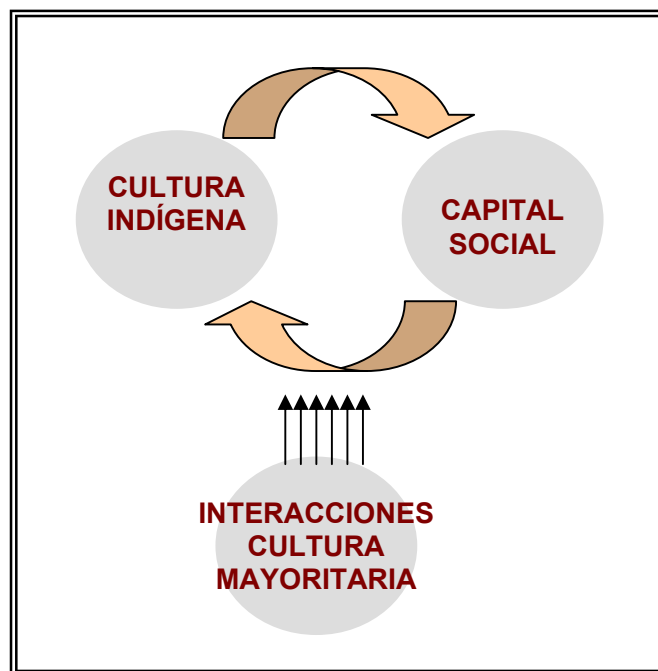 CULTURA
INDÍGENA
CAPITAL
SOCIAL
INTERACCIONES
CULTURA
MAYORITARIA